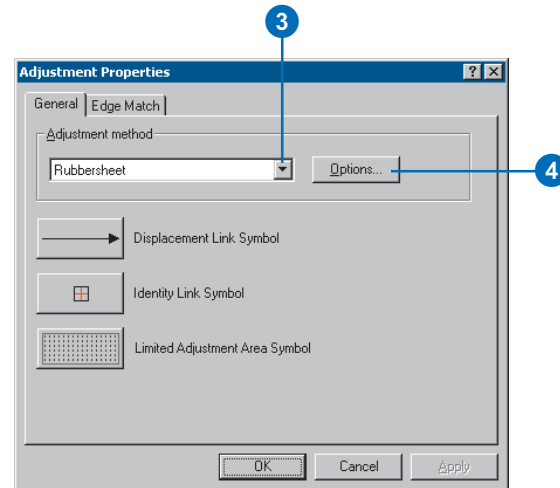 3
Adjustment Properties
General
Edge Match
Adjustment method
Rubbersheet
Options...
4
Displacement Link Symbol
Identity Link Symbol
Limited Adjustment Area Symbol
OK
Cancel
Apply